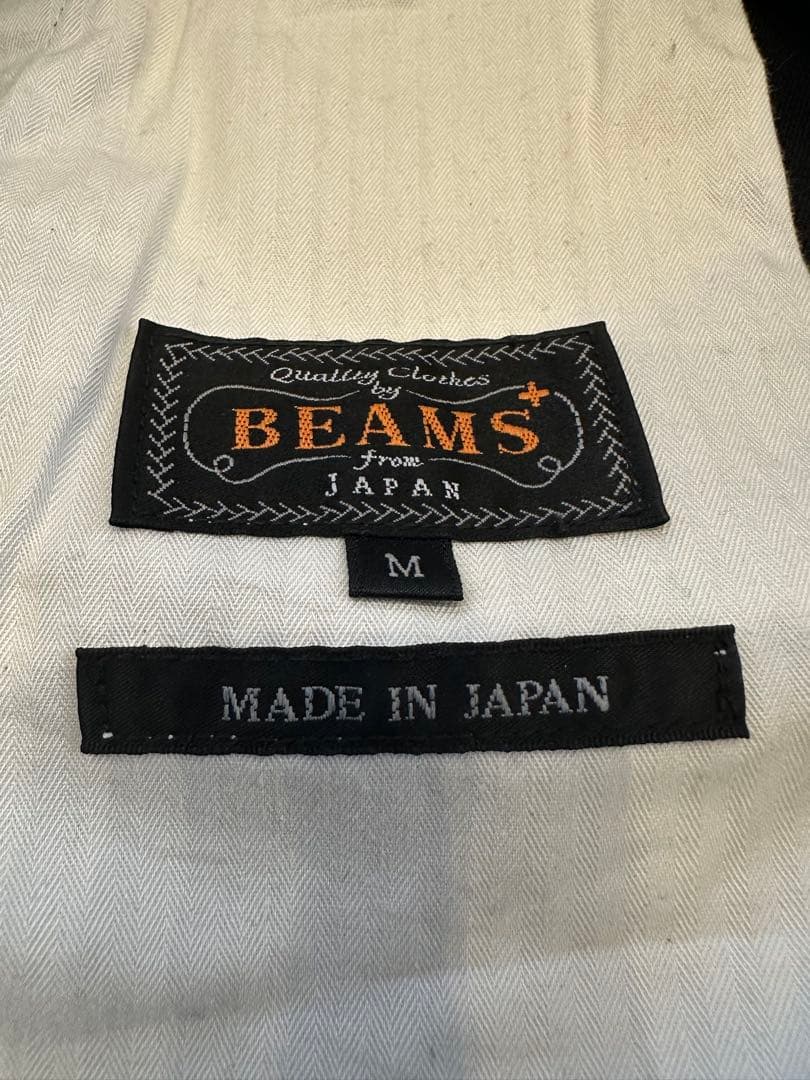 Quality Clothes
by
BEAMS+
from
JAPAN
M
MADE IN JAPAN